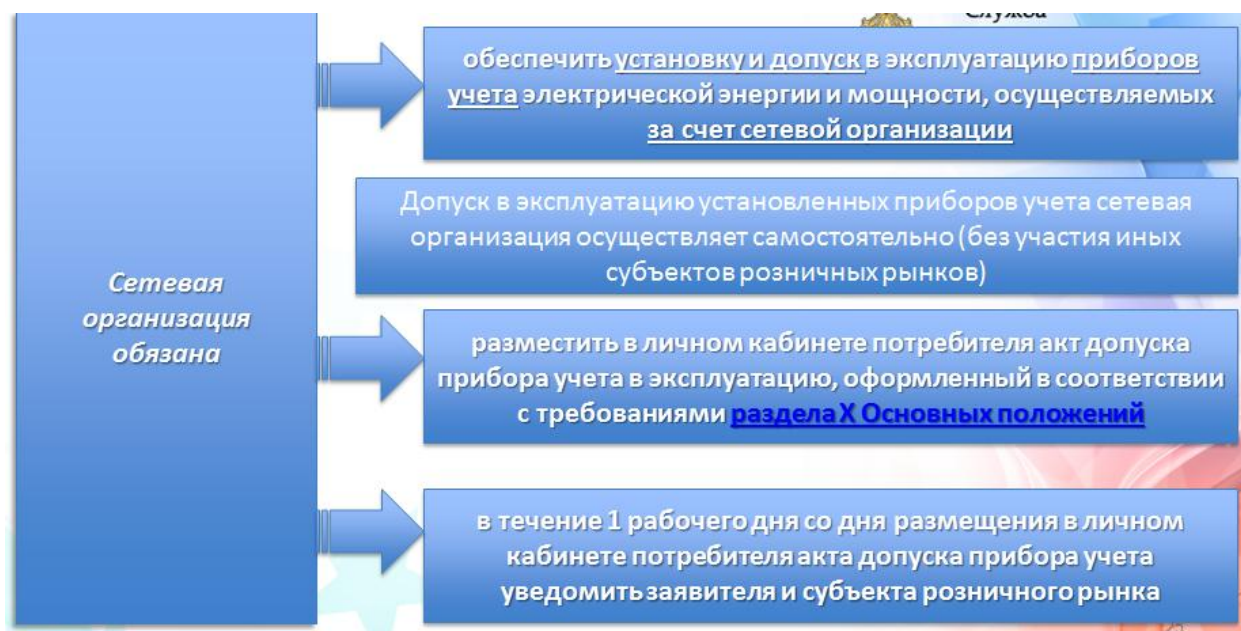 Служба
обеспечить установку и допуск в эксплуатацию приборов
учета электрической энергии и мощности, осуществляемых
за счет сетевой организации
Допуск в эксплуатацию установленных приборов учета сетевая
организация осуществляет самостоятельно (без участия иных
субъектов розничных рынков)
Сетевая
организация
обязана
разместить в личном кабинете потребителя акт допуска
прибора учета в эксплуатацию, оформленный в соответствии
с требованиями раздела X Основных положений
в течение 1 рабочего дня со дня размещения в личном
кабинете потребителя акта допуска прибора учета
уведомить заявителя и субъекта розничного рынка